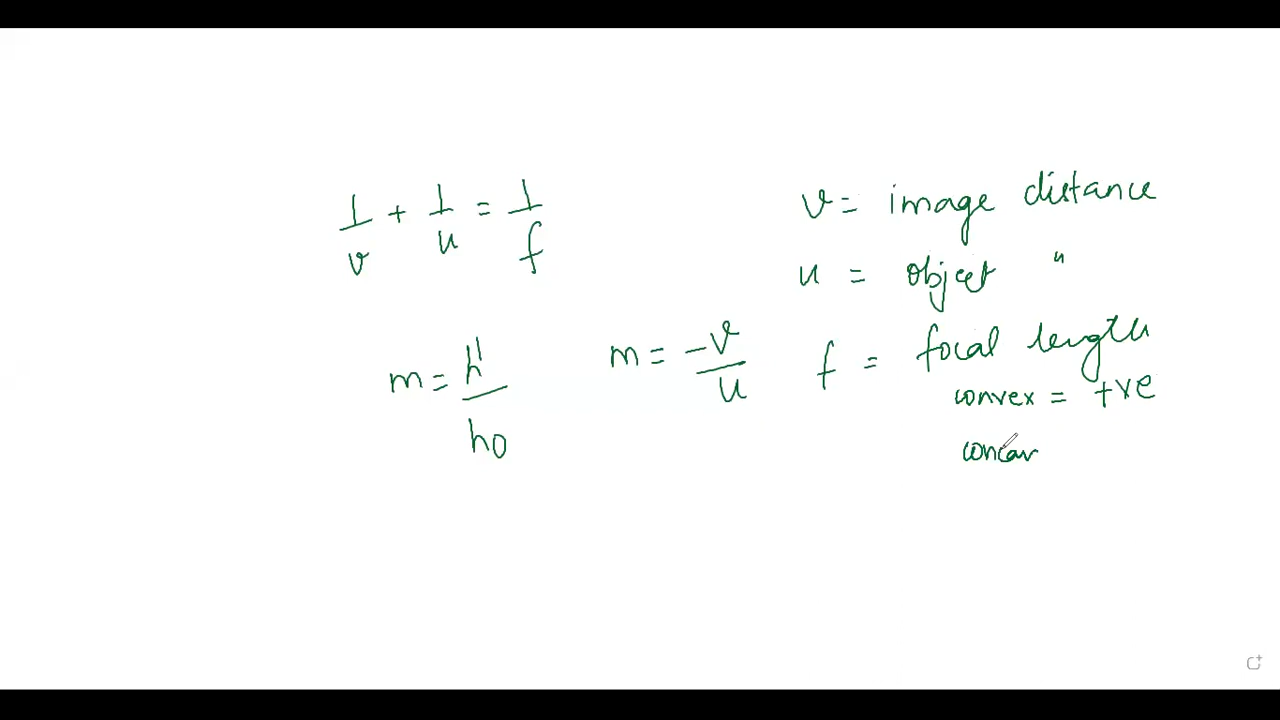 1/v + 1/u = 1/f
m = h'/ho
m = -v/u
v = image distance
u = object "
f = focal length
convex = +ve
concav